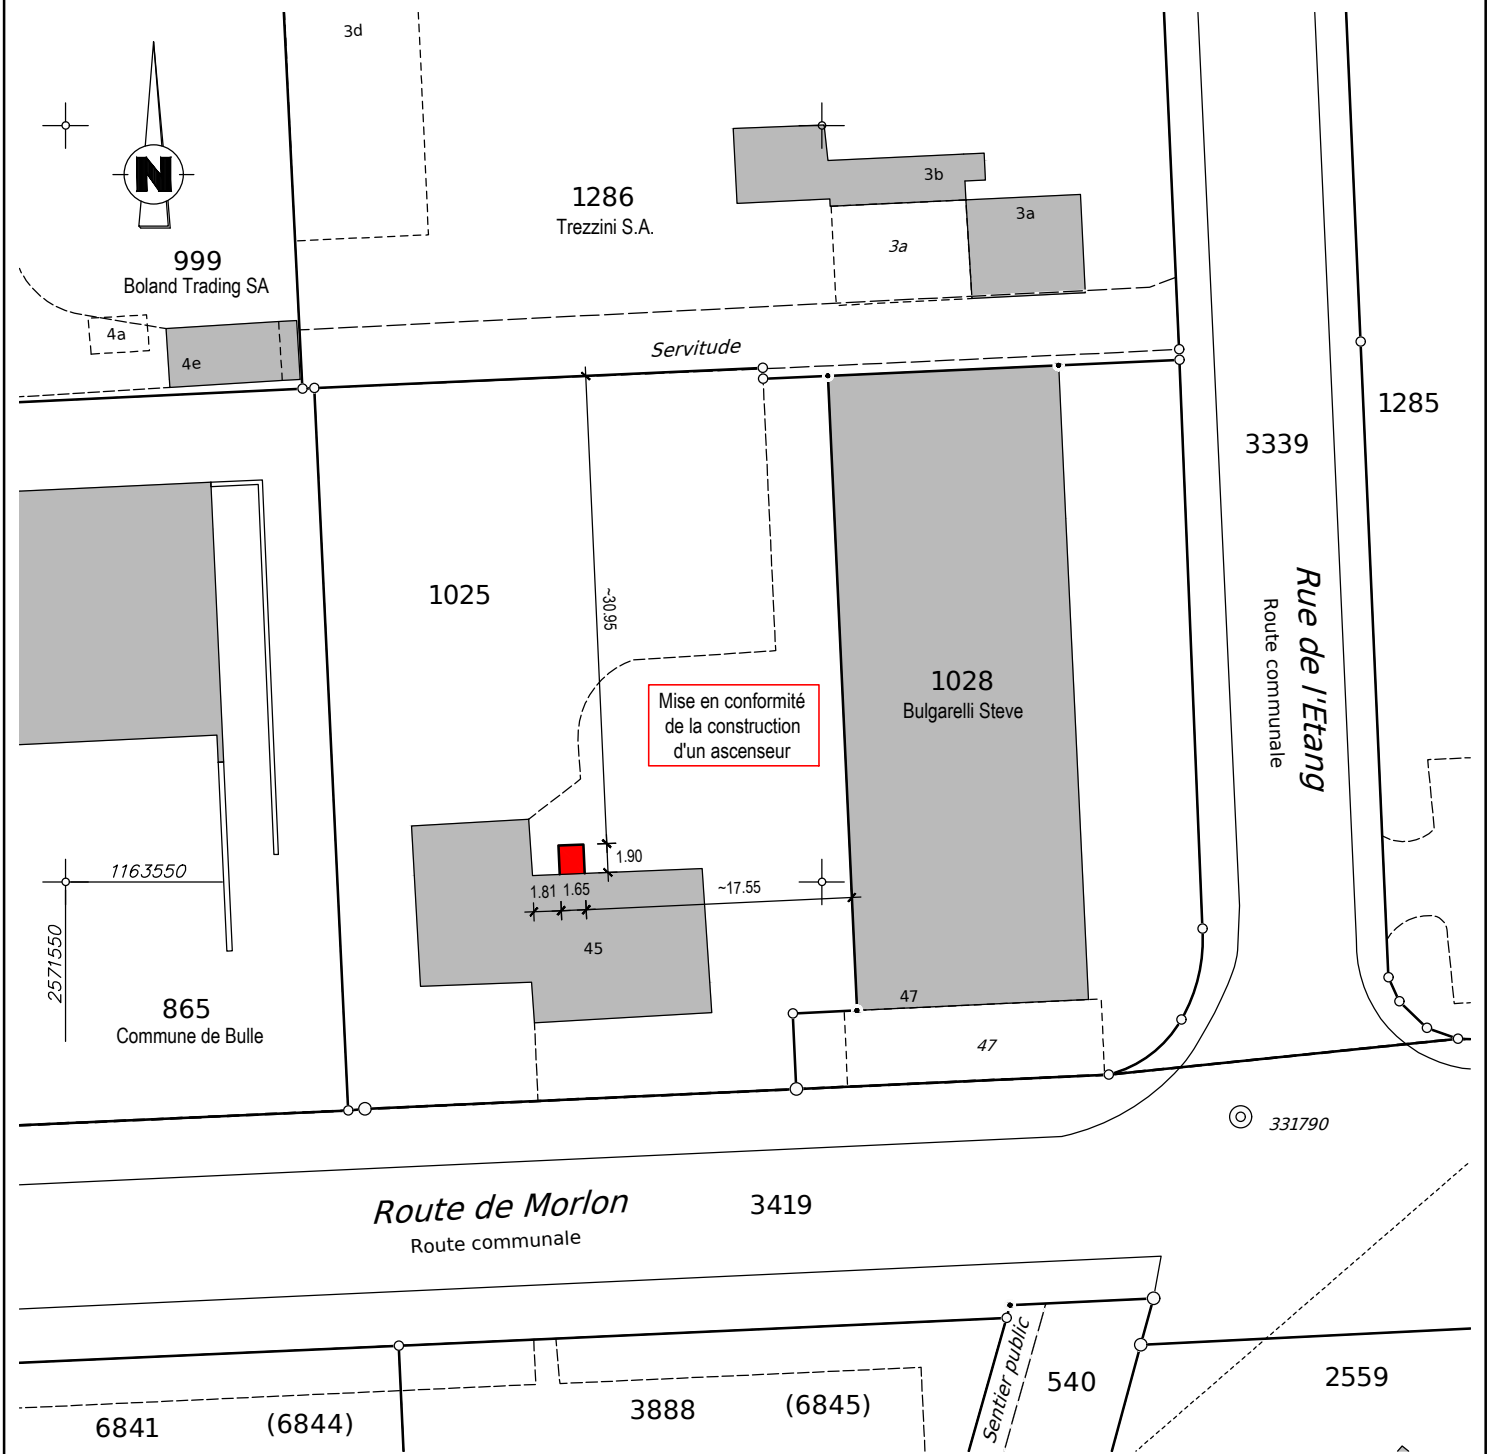 3d
N
1286
Trezzini S.A.
3b
3a
3a
999
Boland Trading SA
4a
4e
Servitude
1285
3339
1025
~30.95
Rue de l'Etang
Route communale
Mise en conformité
de la construction
d'un ascenseur
1028
Bulgarelli Steve
1.90
1163550
1.81
1.65
~17.55
45
2571550
47
865
Commune de Bulle
47
331790
Route de Morlon
3419
Route communale
Sentier public
540
2559
6841
(6844)
3888
(6845)